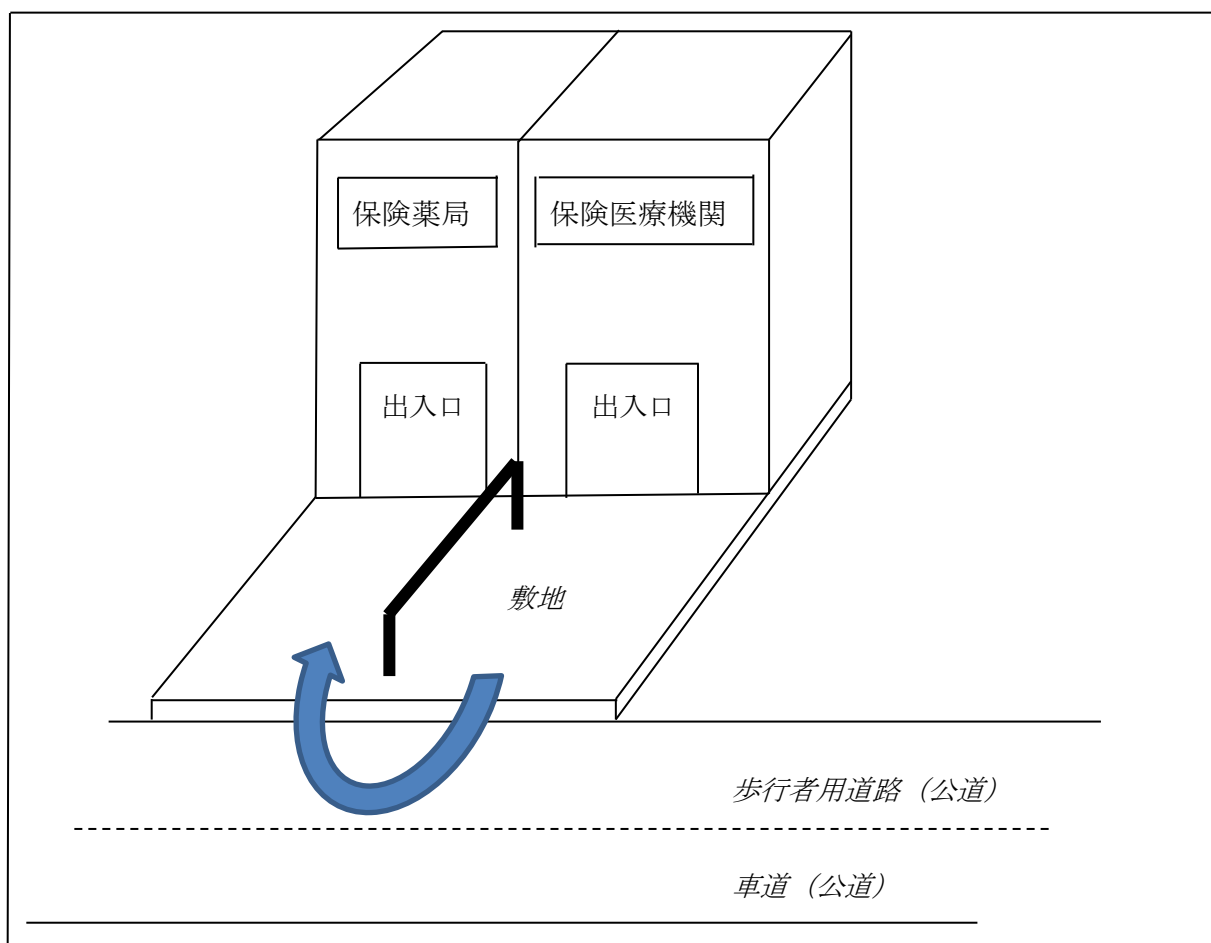 保険薬局
保険医療機関
出入口
出入口
敷地
歩行者用道路（公道）
車道（公道）